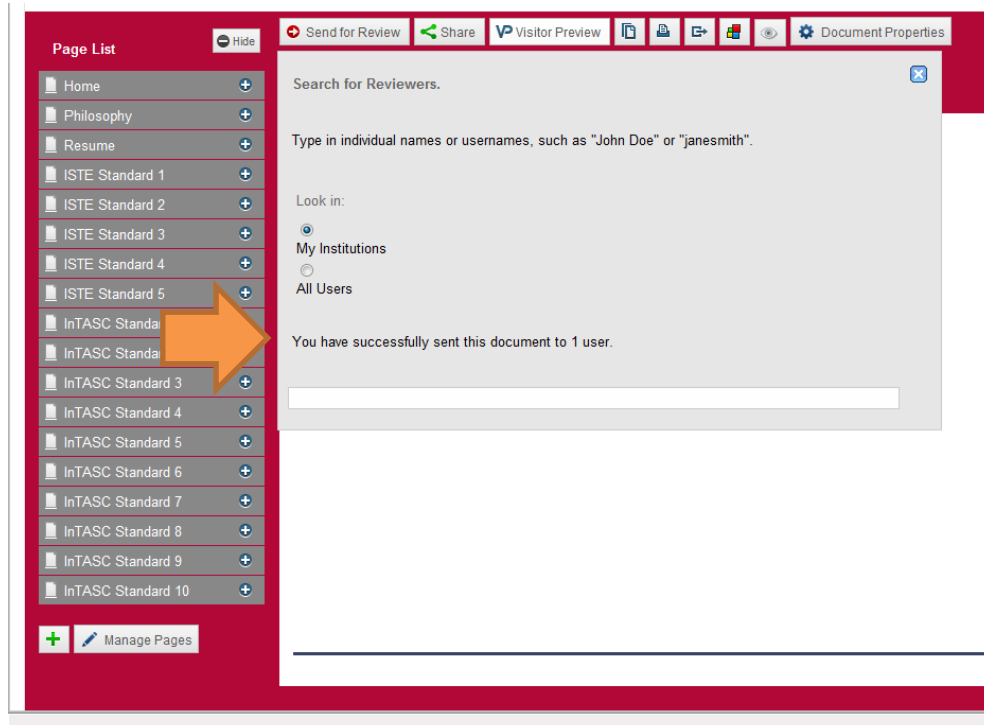 Page List
Hide
Home
Philosophy
Resume
ISTE Standard 1
ISTE Standard 2
ISTE Standard 3
ISTE Standard 4
ISTE Standard 5
InTASC
InTASC
InTASC Standard 3
InTASC Standard 4
InTASC Standard 5
InTASC Standard 6
InTASC Standard 7
InTASC Standard 8
InTASC Standard 9
InTASC Standard 10
Manage Pages
Send for Review
Share
VP Visitor Preview
Document Properties
Search for Reviewers.
Type in individual names or usernames, such as "John Doe" or "janesmith".
Look in:
My Institutions
All Users
You have successfully sent this document to 1 user.